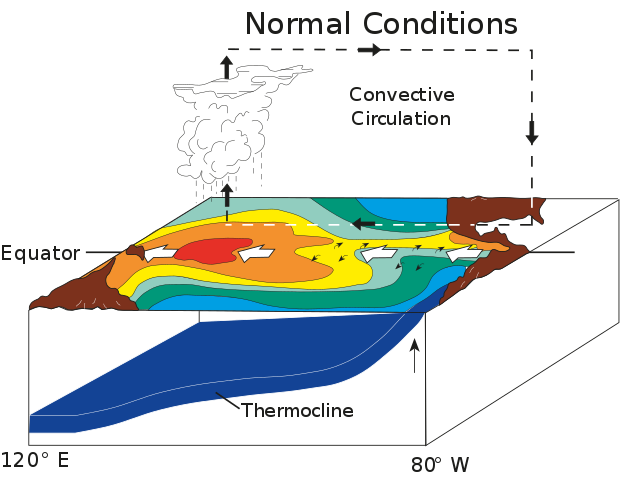 Normal Conditions
Convective
Circulation
Equator
Thermocline
120° E
80° W